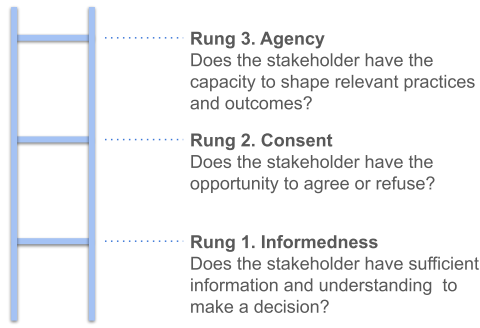 Rung 3. Agency
Does the stakeholder have the
capacity to shape relevant practices
and outcomes?
Rung 2. Consent
Does the stakeholder have the
opportunity to agree or refuse?
Rung 1. Informedness
Does the stakeholder have sufficient
information and understanding to
make a decision?